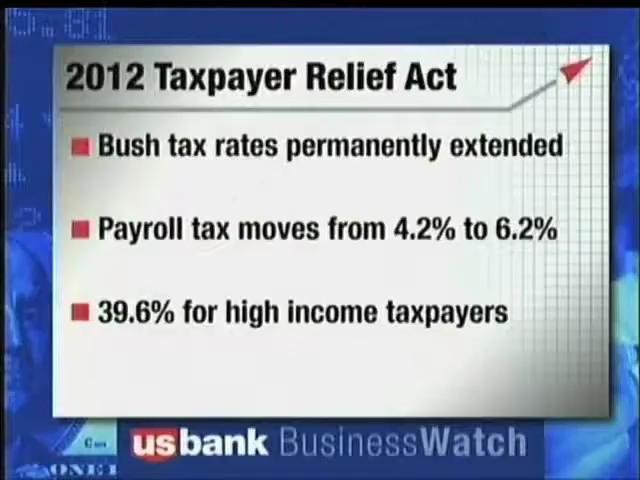 2012 Taxpayer Relief Act
Bush tax rates permanently extended
Payroll tax moves from 4.2% to 6.2%
39.6% for high income taxpayers
usbank BusinessWatch